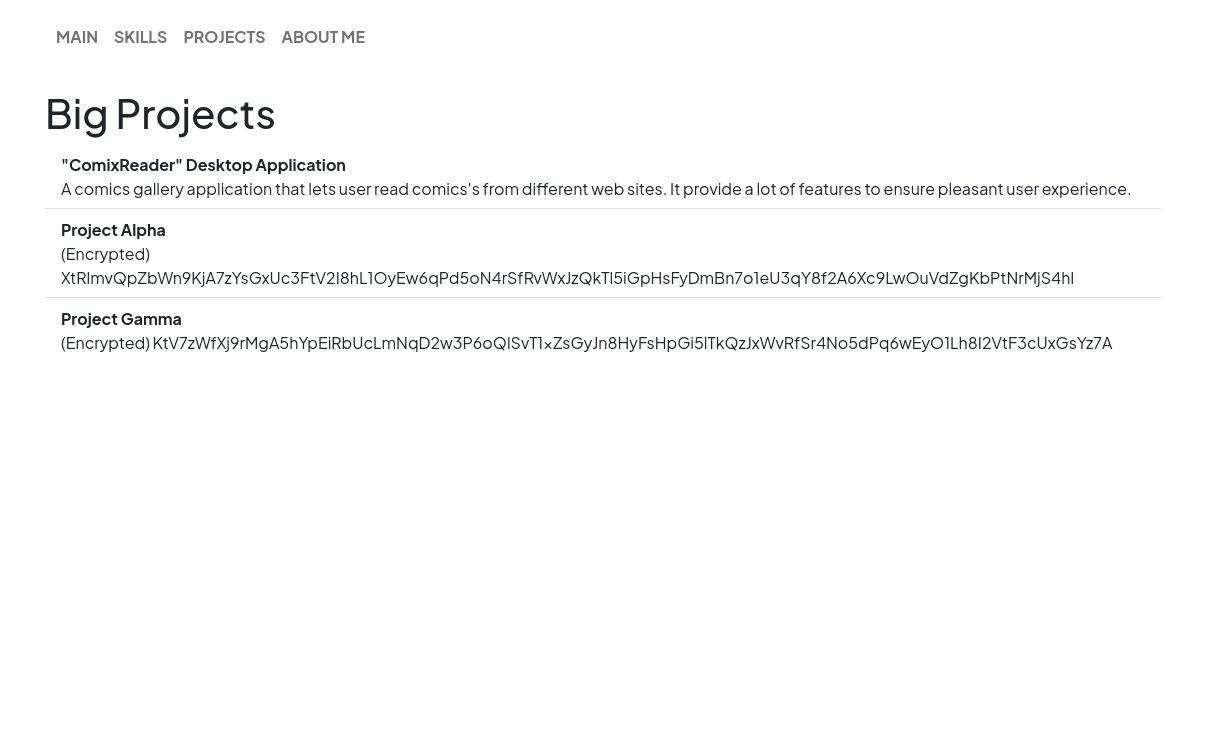 MAIN SKILLS PROJECTS ABOUT ME
Big Projects
"ComixReader" Desktop Application
A comics gallery application that lets user read comics's from different web sites. It provide a lot of features to ensure pleasant user experience.
Project Alpha
(Encrypted)
XtRlmvQpZbWn9KjA7zYsGxUc3FtV2I8hL1OyEw6qPd5oN4rSfRvWxJzQkTl5iGpHsFyDmBn7o1eU3qY8f2A6Xc9LwOuVdZgKbPtNrMjS4hI
Project Gamma
(Encrypted) KtV7zWfXj9rMgA5hYpEiRbUcLmNqD2w3P6oQlSvT1xZsGyJn8HyFsHpGi5lTkQzJxWvRfSr4No5dPq6wEyO1Lh8I2VtF3cUxGsYz7A